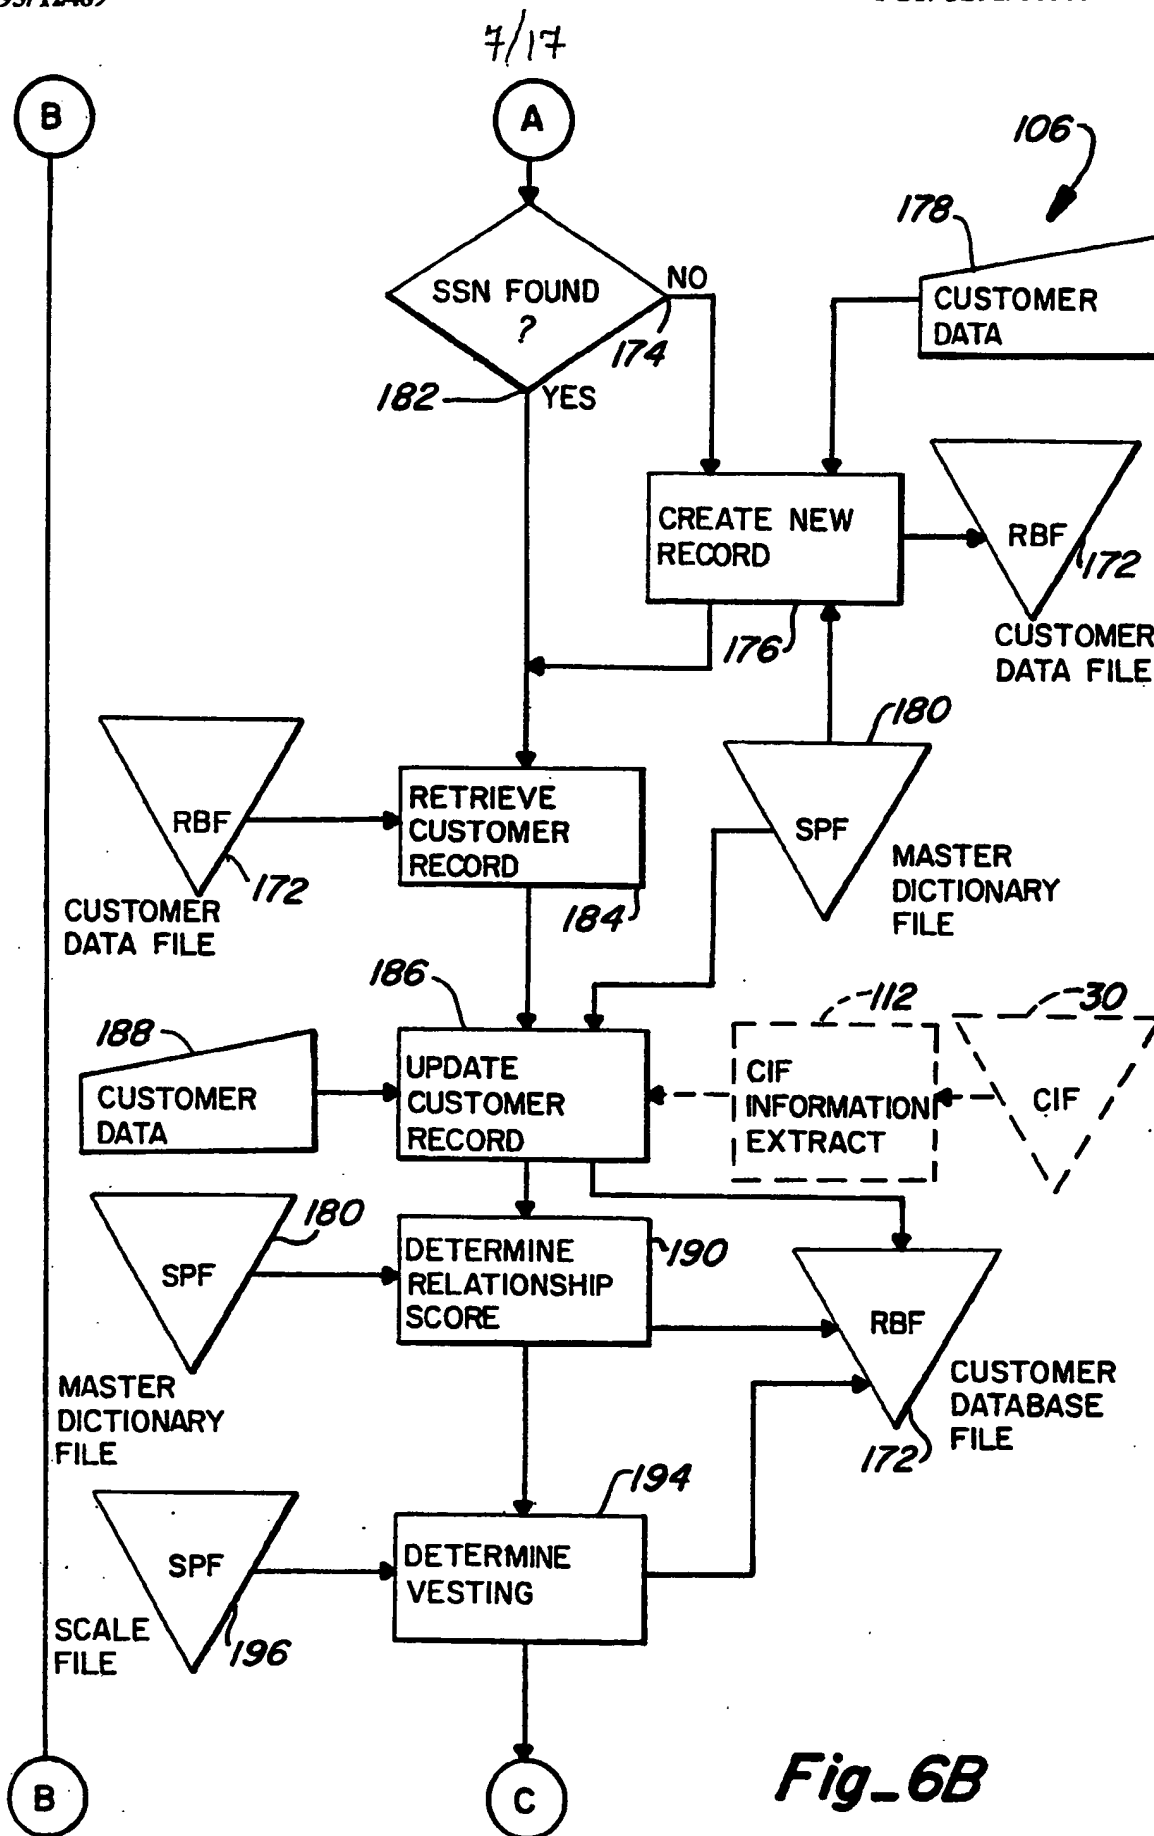 7/17
B
A
106
178
SSN FOUND
?
NO
174
CUSTOMER
DATA
182
YES
CREATE NEW
RECORD
RBF
172
176
CUSTOMER
DATA FILE
180
RBF
RETRIEVE
CUSTOMER
RECORD
SPF
172
184
MASTER
DICTIONARY
FILE
CUSTOMER
DATA FILE
186
112
30
188
CUSTOMER
DATA
UPDATE
CUSTOMER
RECORD
CIF
INFORMATION
EXTRACT
CIF
180
SPF
DETERMINE
RELATIONSHIP
SCORE
190
RBF
MASTER
DICTIONARY
FILE
CUSTOMER
DATABASE
FILE
172
194
SPF
DETERMINE
VESTING
SCALE
FILE
196
B
C
Fig_6B